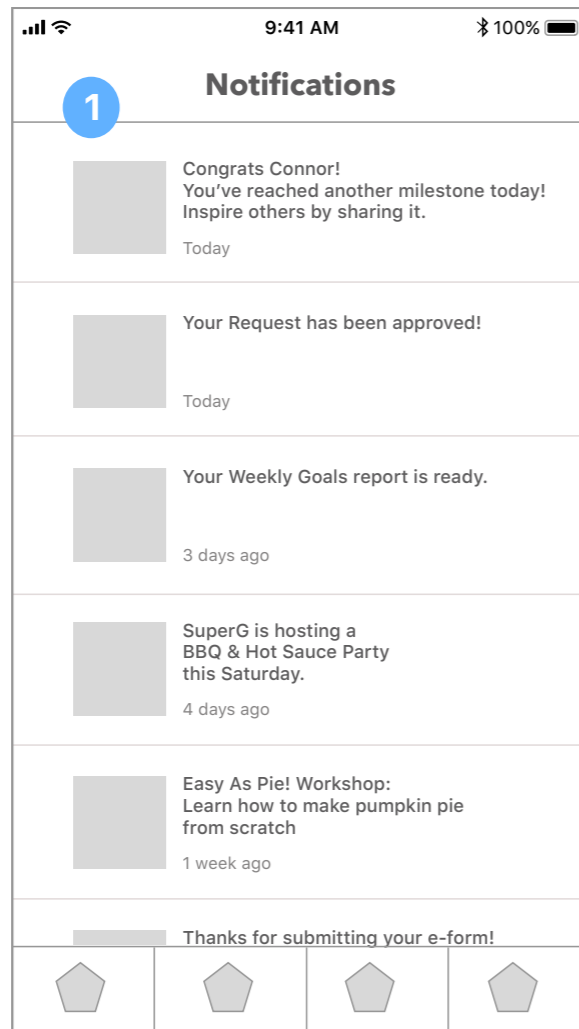 9:41 AM
100%
Notifications
1
Congrats Connor!
You’ve reached another milestone today!
Inspire others by sharing it.
Today
Your Request has been approved!
Today
Your Weekly Goals report is ready.
3 days ago
SuperG is hosting a
BBQ & Hot Sauce Party
this Saturday.
4 days ago
Easy As Pie! Workshop:
Learn how to make pumpkin pie
from scratch
1 week ago
Thanks for submitting your e-form!